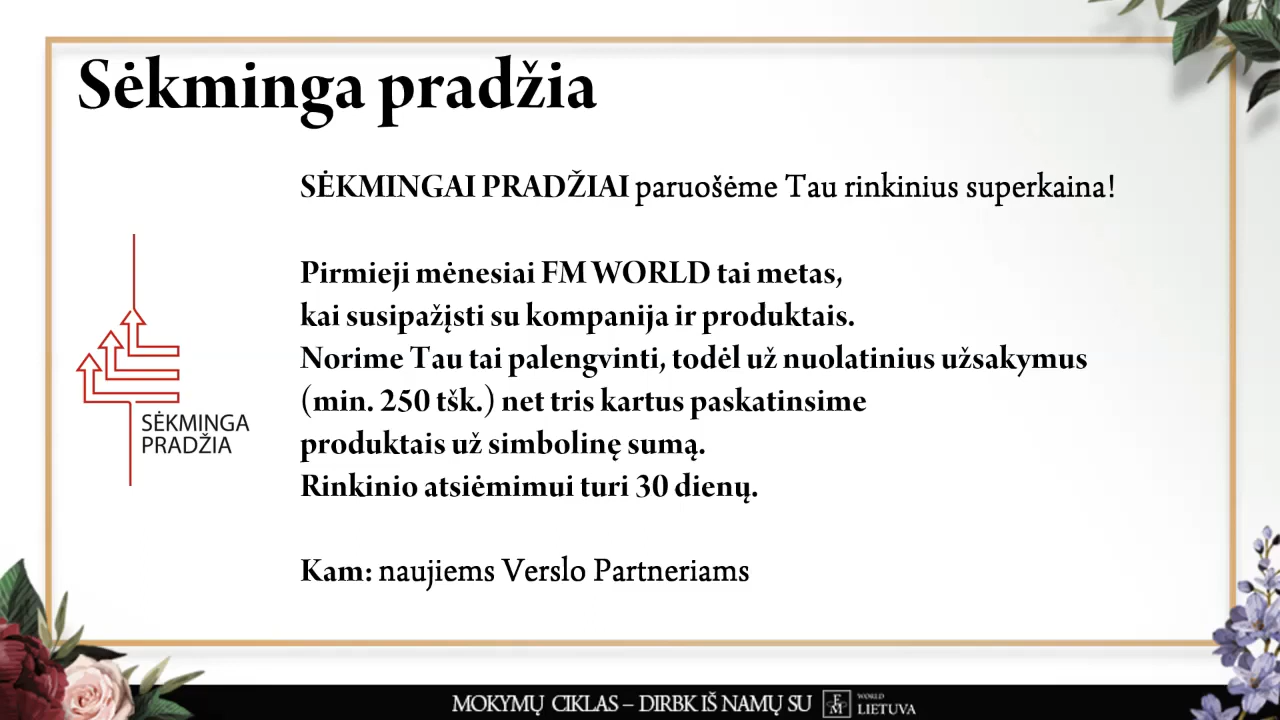 Sėkminga pradžia
SĖKMINGAI PRADŽIAI paruošėme Tau rinkinius superkaina!
Pirmieji mėnesiai FM WORLD tai metas,
kai susipažįsti su kompanija ir produktais.
Norime Tau tai palengvinti, todėl už nuolatinius užsakymus
(min. 250 tšk.) net tris kartus paskatinsime
produktais už simbolinę sumą.
Rinkinio atsiėmimui turi 30 dienų.
SĖKMINGA
PRADŽIA
Kam: naujiems Verslo Partneriams
MOKYMŲ CIKLAS – DIRBK IŠ NAMŲ SU FM WORLD LIETUVA